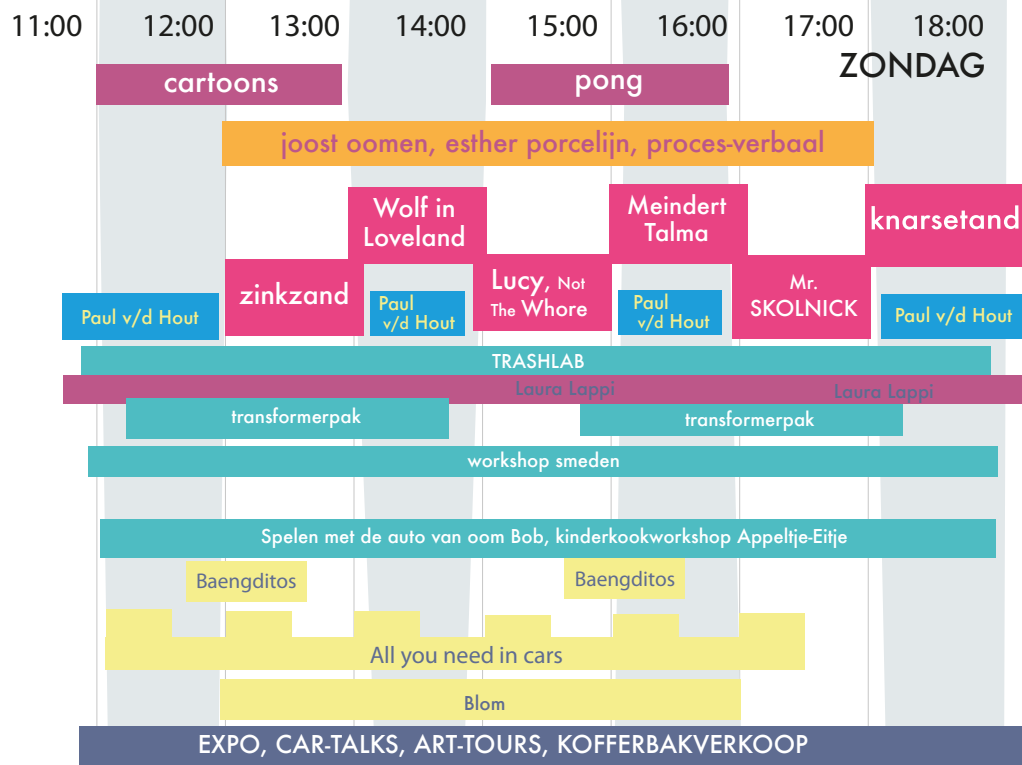 11:00 12:00 13:00 14:00 15:00 16:00 17:00 18:00
ZONDAG
cartoons
pong
joost oomen, esther porcelijn, proces-verbaal
Wolf in
Loveland
Meindert
Talma
knarsetand
zinkzand
Lucy, Not
The Whore
Mr.
SKOLNICK
Paul v/d Hout
Paul
v/d Hout
Paul
v/d Hout
Paul v/d Hout
TRASHLAB
Laura Lappi
Laura Lappi
transformerpak
transformerpak
workshop smeden
Spelen met de auto van oom Bob, kinderkookworkshop Appeltje-Eitje
Baengditos
Baengditos
All you need in cars
Blom
EXPO, CAR-TALKS, ART-TOURS, KOFFERBAKVERKOOP